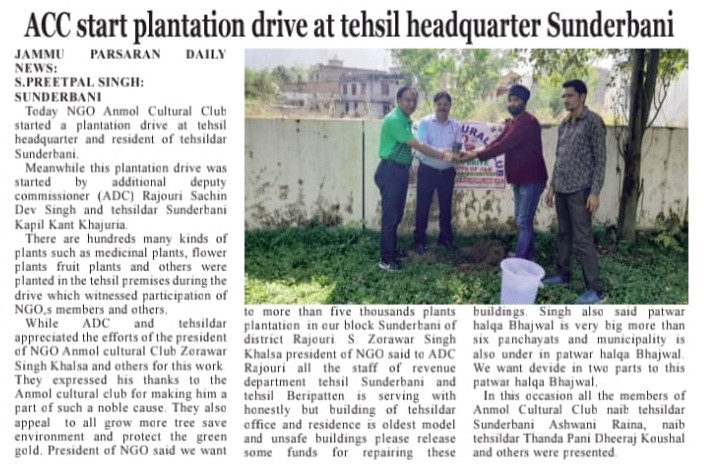 ACC start plantation drive at tehsil headquarter Sunderbani
JAMMU PARSARAN DAILY
NEWS:
S.PREETPAL SINGH:
SUNDERBANI
Today NGO Anmol Cultural Club
started a plantation drive at tehsil
headquarter and resident of tehsildar
Sunderbani.
Meanwhile this plantation drive was
started by additional deputy
commissioner (ADC) Rajouri Sachin
Dev Singh and tehsildar Sunderbani
Kapil Kant Khajuria.
There are hundreds many kinds of
plants such as medicinal plants, flower
plants fruit plants and others were
planted in the tehsil premises during the
drive which witnessed participation of
NGO,s members and others.
While ADC and tehsildar
appreciated the efforts of the president
of NGO Anmol cultural Club Zorawar
Singh Khalsa and others for this work.
They expressed his thanks to the
Anmol cultural club for making him a
part of such a noble cause. They also
appeal to all grow more tree save
environment and protect the green
gold. President of NGO said we want
URAL
CLUB
to more than five thousands plants
plantation in our block Sunderbani of
district Rajouri. S Zorawar Singh
Khalsa president of NGO said to ADC
Rajouri all the staff of revenue
department tehsil Sunderbani and
tehsil Beripatten is serving with
honestly but building of tehsildar
office and residence is oldest model
and unsafe buildings please release
some funds for repairing these
buildings. Singh also said patwar
halqa Bhajwal is very big more than
six panchayats and municipality is
also under in patwar halqa Bhajwal.
We want devide in two parts to this
patwar halqa Bhajwal.
In this occasion all the members of
Anmol Cultural Club naib tehsildar
Sunderbani Ashwani Raina, naib
tehsildar Thanda Pani Dheeraj Koushal
and others were presented.